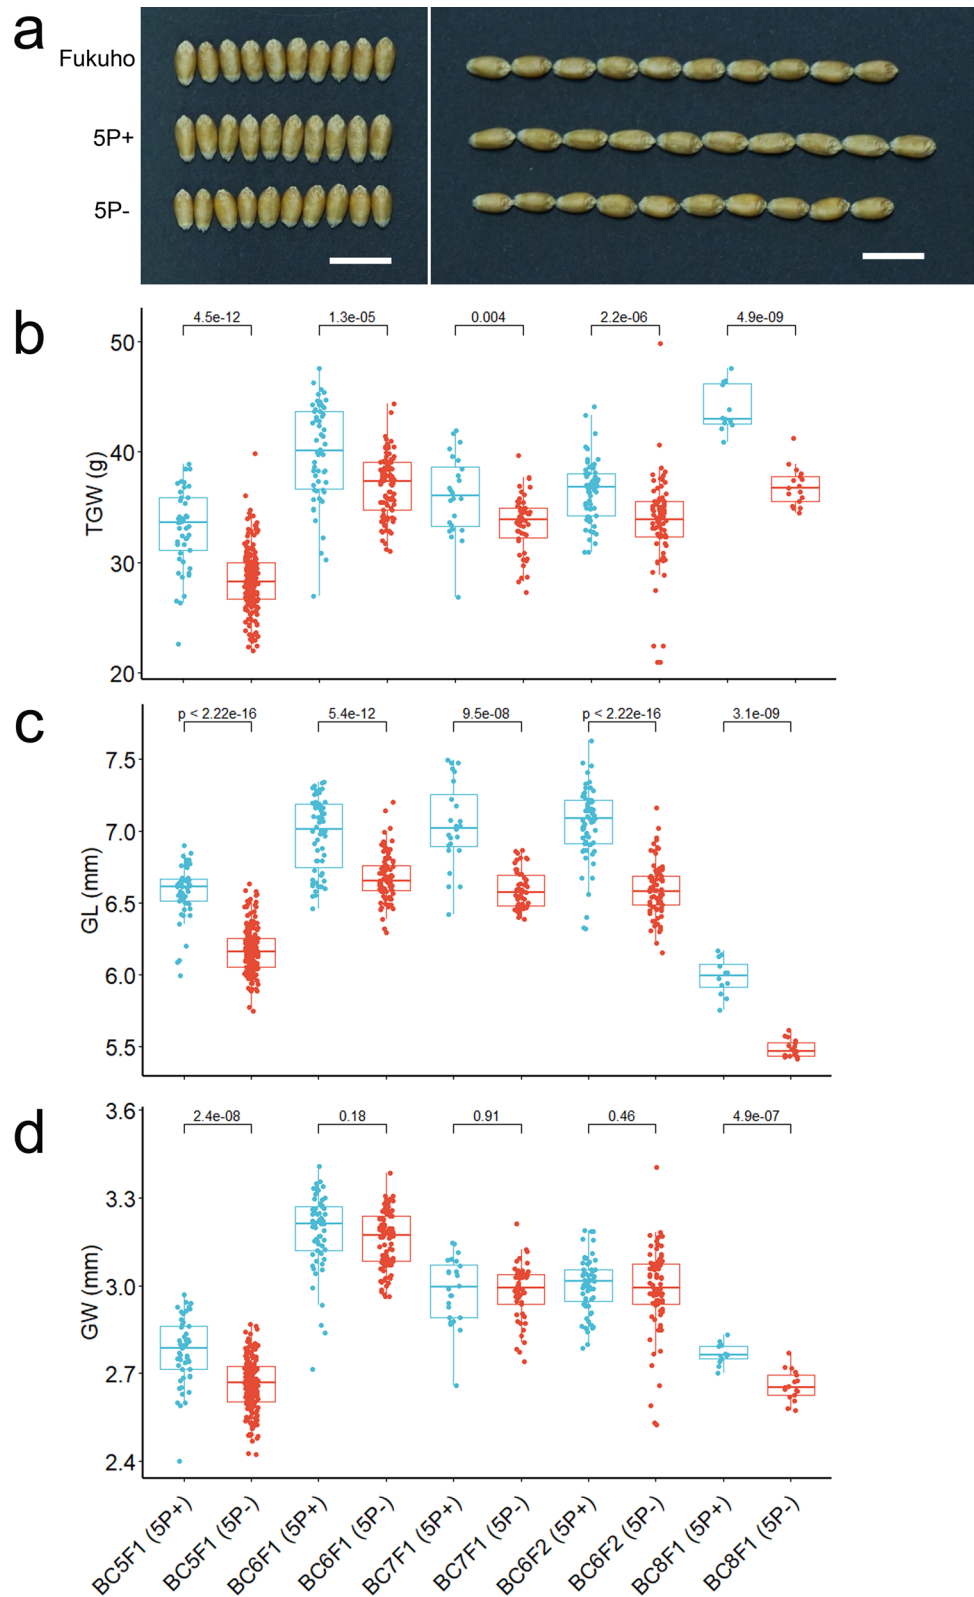 a
Fukuho
5P+
5P-
b
4.5e-12 1.3e-05 0.004 2.2e-06 4.9e-09
50
40
30
20
TGW (g)
c
p < 2.22e-16 5.4e-12 9.5e-08 p < 2.22e-16 3.1e-09
7.5
7.0
6.5
6.0
5.5
GL (mm)
d
2.4e-08 0.18 0.91 0.46 4.9e-07
3.6
3.3
3.0
2.7
2.4
GW (mm)
BC5F1 (5P+)
BC5F1 (5P-)
BC6F1 (5P+)
BC6F1 (5P-)
BC7F1 (5P+)
BC7F1 (5P-)
BC6F2 (5P+)
BC6F2 (5P-)
BC8F1 (5P+)
BC8F1 (5P-)